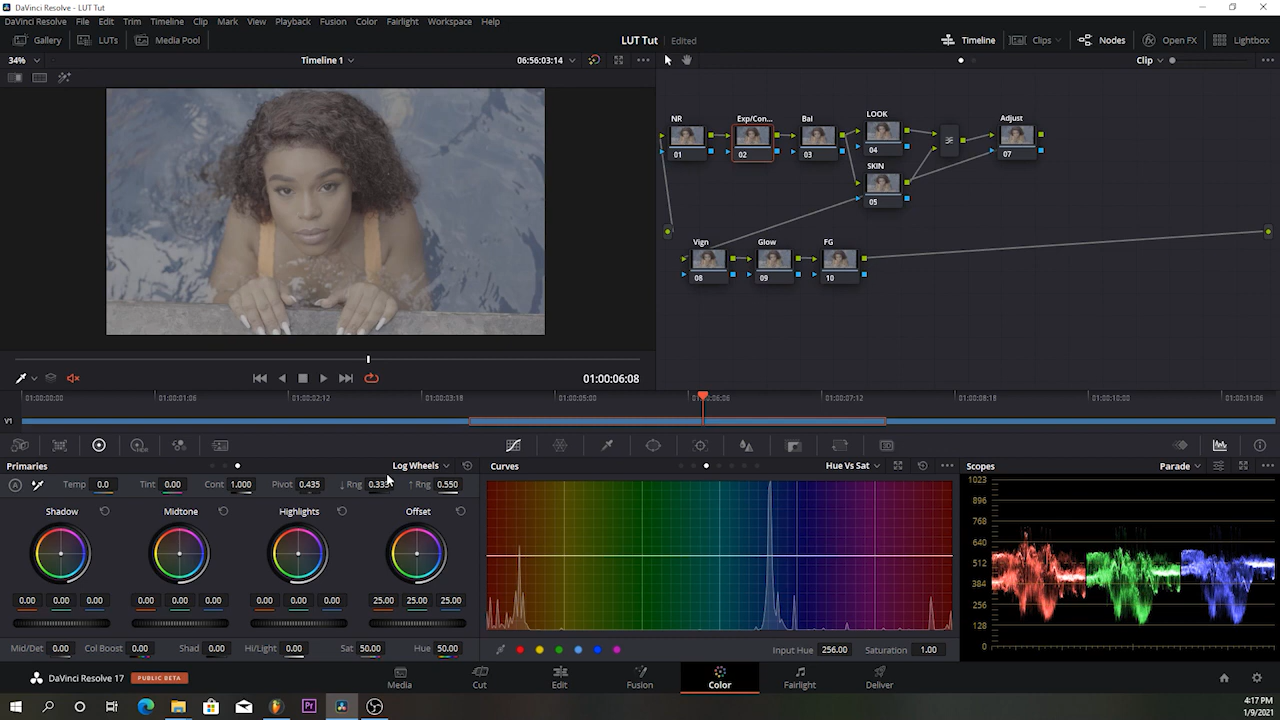 DaVinci Resolve - LUT Tut
DaVinci Resolve File Edit Trim Timeline Clip Mark View Playback Fusion Color Fairlight Workspace Help
Gallery LUTs Media Pool LUT Tut Edited Timeline Clips Nodes Open FX Lightbox
34% Timeline 1 06:56:03:14 Clip
NR Exp/Con... Bal LOOK Adjust
01 02 03 04 07
SKIN
05
Vign Glow FG
08 09 10
01:00:06:08
01:00:00:00 01:00:01:06 01:00:02:12 01:00:03:18 01:00:05:00 01:00:07:12 01:00:08:18 01:00:10:00 01:00:11:06
V1
Primaries Log Wheels Curves Hue Vs Sat Scopes Parade
Temp 0.0 Tint 0.00 Cont 1.000 Pivot 0.435 ↓ Rng 0.333 ↑ Rng 0.550
Shadow Midtone Highlights Offset
0.00 0.00 0.00 0.00 0.00 0.00 0.00 0.00 0.00 25.00 25.00 25.00
Mid/Det 0.00 Col Boost 0.00 Shad 0.00 Hi/Light 0.00 Sat 50.00 Hue 50.00
Input Hue 256.00 Saturation 1.00
1023
896
768
640
512
384
256
128
0
DaVinci Resolve 17 PUBLIC BETA Media Cut Edit Fusion Color Fairlight Deliver
4:17 PM
1/9/2021